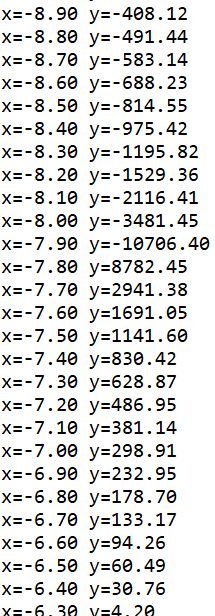 x=-8.90 y=-408.12
x=-8.80 y=-491.44
x=-8.70 y=-583.14
x=-8.60 y=-688.23
x=-8.50 y=-814.55
x=-8.40 y=-975.42
x=-8.30 y=-1195.82
x=-8.20 y=-1529.36
x=-8.10 y=-2116.41
x=-8.00 y=-3481.45
x=-7.90 y=-10706.40
x=-7.80 y=8782.45
x=-7.70 y=2941.38
x=-7.60 y=1691.05
x=-7.50 y=1141.60
x=-7.40 y=830.42
x=-7.30 y=628.87
x=-7.20 y=486.95
x=-7.10 y=381.14
x=-7.00 y=298.91
x=-6.90 y=232.95
x=-6.80 y=178.70
x=-6.70 y=133.17
x=-6.60 y=94.26
x=-6.50 y=60.49
x=-6.40 y=30.76
x=-6.30 y=4.20